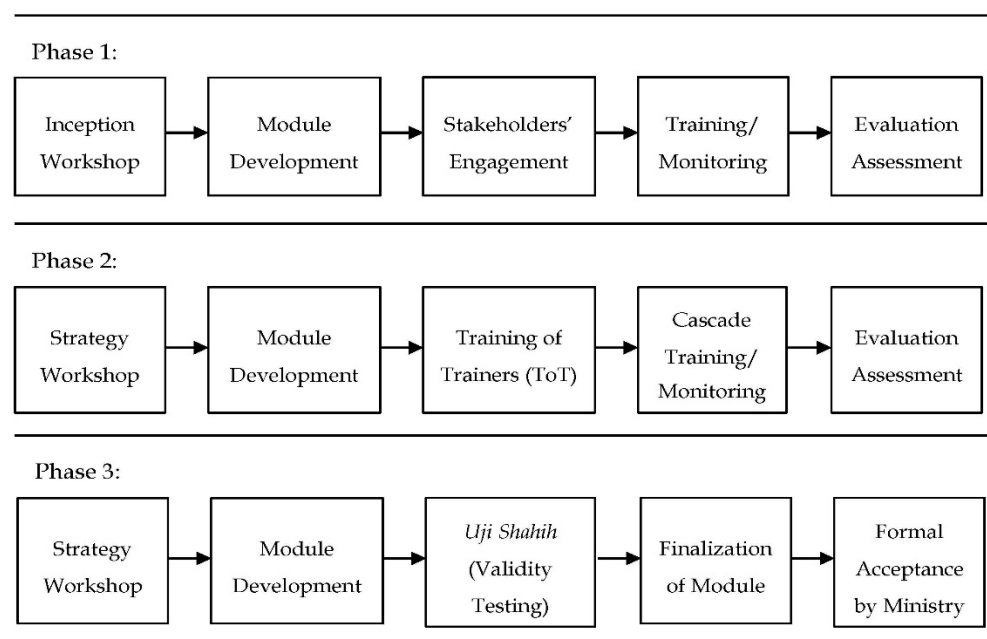 Phase 1:
Inception
Workshop
Module
Development
Stakeholders’
Engagement
Training/
Monitoring
Evaluation
Assessment
Phase 2:
Strategy
Workshop
Module
Development
Training of
Trainers (ToT)
Cascade
Training/
Monitoring
Evaluation
Assessment
Phase 3:
Strategy
Workshop
Module
Development
Uji Shahih
(Validity
Testing)
Finalization
of Module
Formal
Acceptance
by Ministry